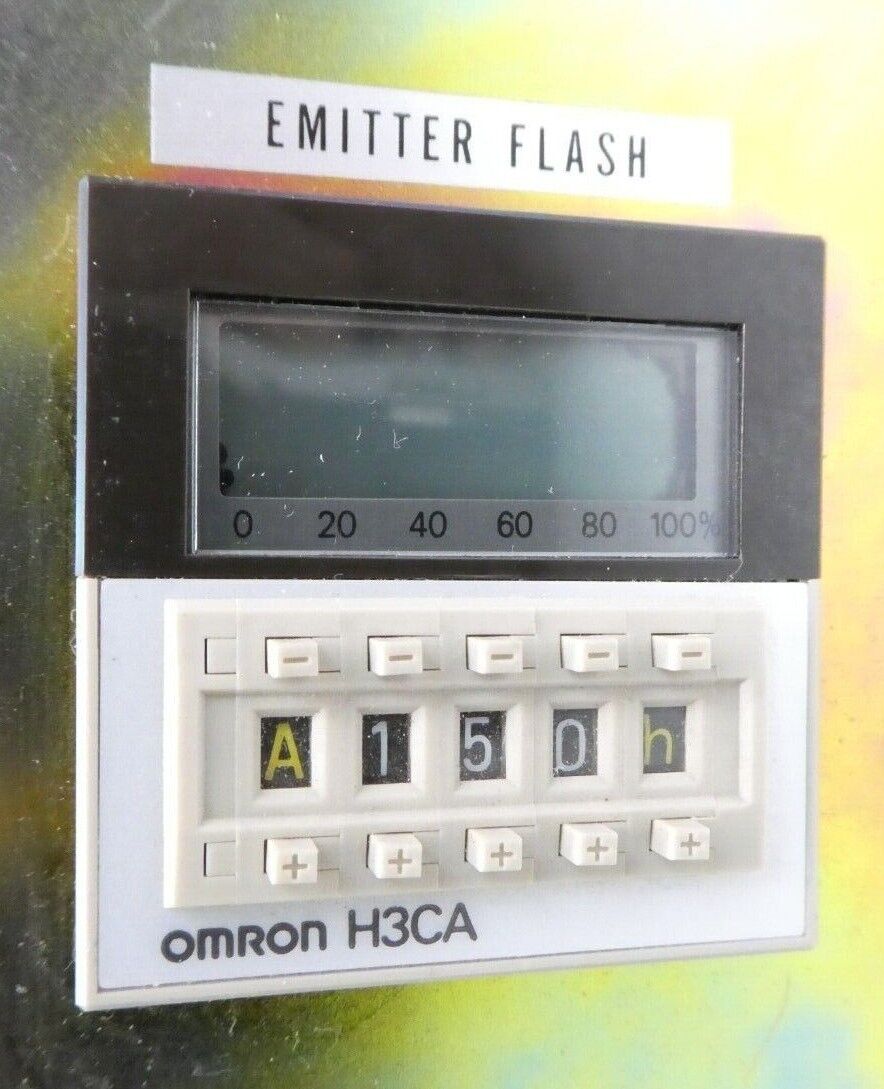 EMITTER FLASH
0 20 40 60 80 100%
- - - - -
A 1 5 0 h
+ + + + +
OMRON H3CA